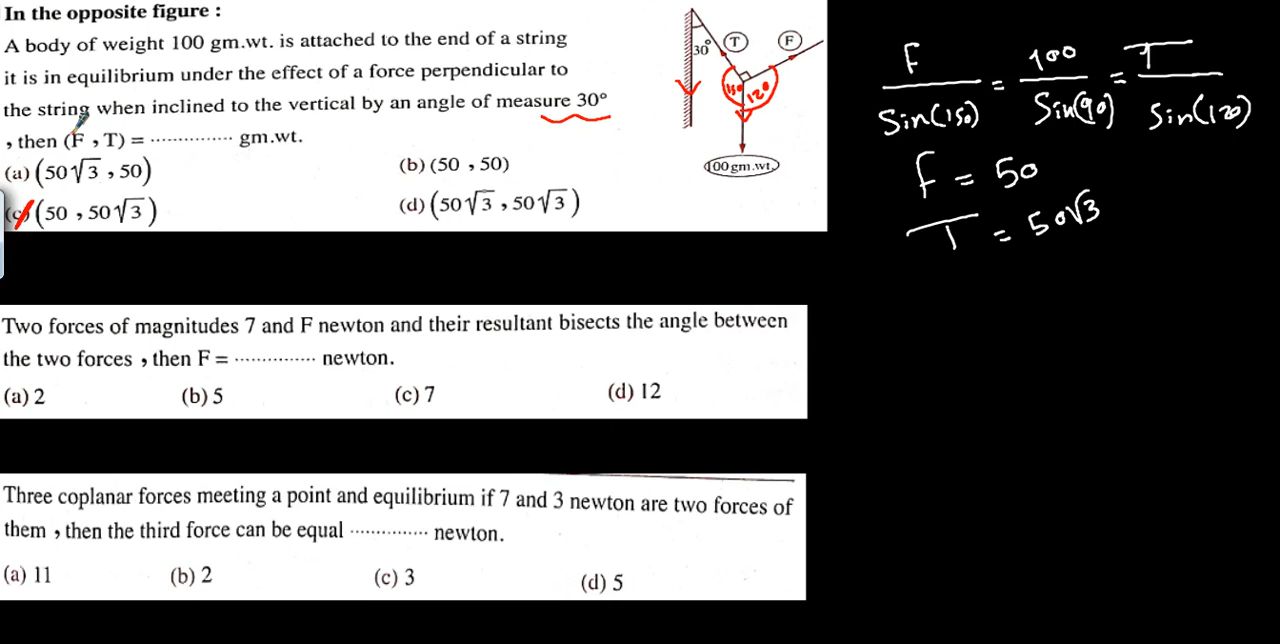 In the opposite figure :
A body of weight 100 gm.wt. is attached to the end of a string
it is in equilibrium under the effect of a force perpendicular to
the string when inclined to the vertical by an angle of measure 30°
, then (F , T) = ·············· gm.wt.
(a) (50√3 , 50)
(b) (50 , 50)
(c) (50 , 50√3)
(d) (50√3 , 50√3)
30°
T
F
150
120
100 gm.wt.
F / Sin(150) = 100 / Sin(90) = T / Sin(120)
F = 50
T = 50√3
Two forces of magnitudes 7 and F newton and their resultant bisects the angle between
the two forces , then F = ·············· newton.
(a) 2
(b) 5
(c) 7
(d) 12
Three coplanar forces meeting a point and equilibrium if 7 and 3 newton are two forces of
them , then the third force can be equal ·············· newton.
(a) 11
(b) 2
(c) 3
(d) 5